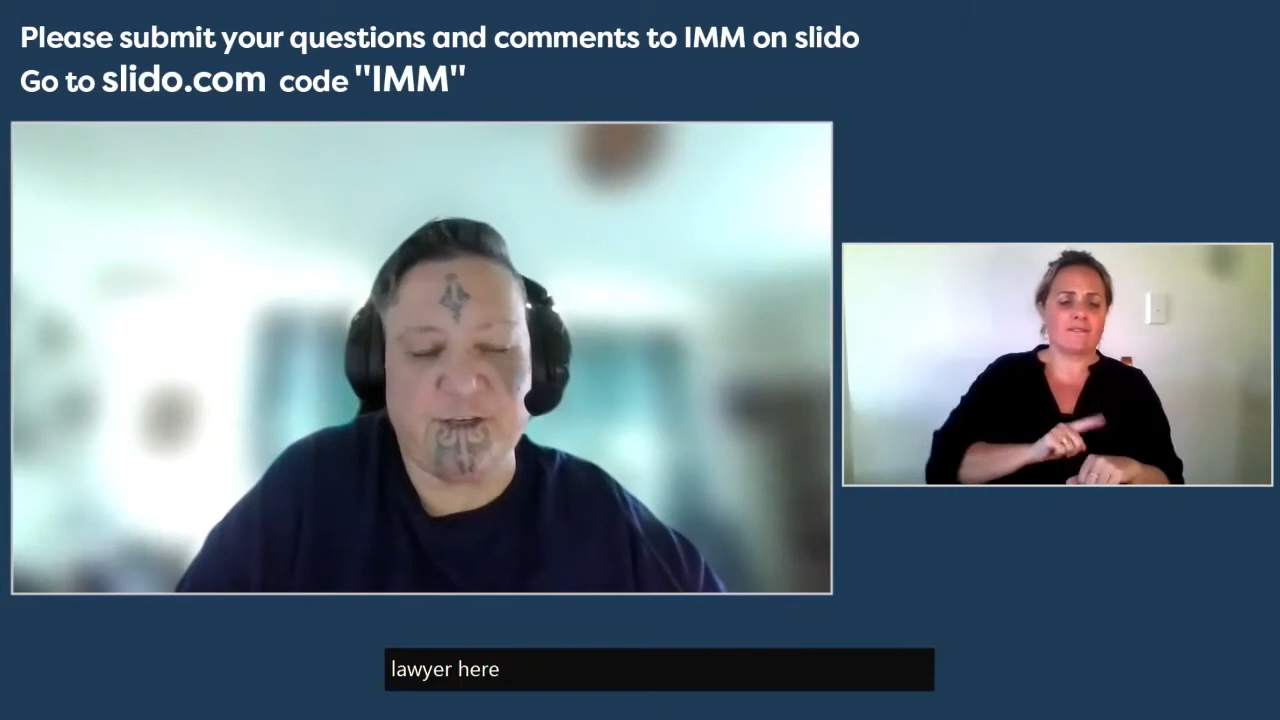 Please submit your questions and comments to IMM on slido
Go to slido.com code "IMM"
lawyer here